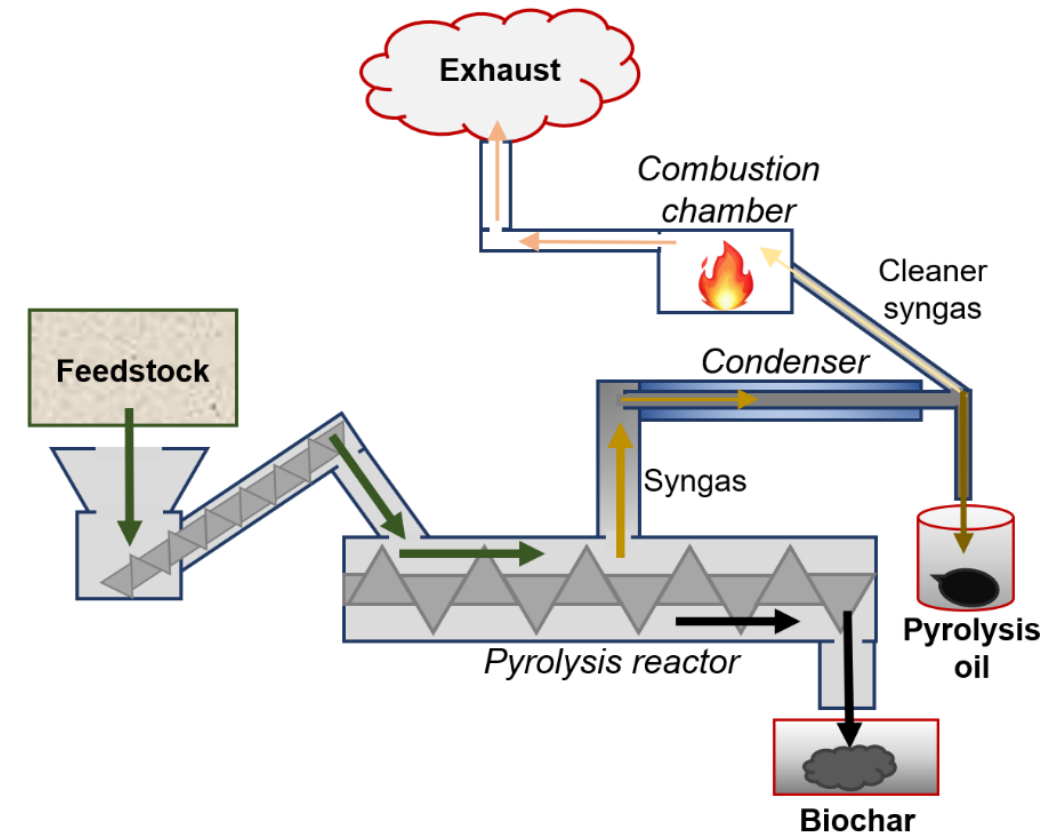 Exhaust
Combustion
chamber
Cleaner
syngas
Feedstock
Condenser
Syngas
Pyrolysis reactor
Pyrolysis
oil
Biochar